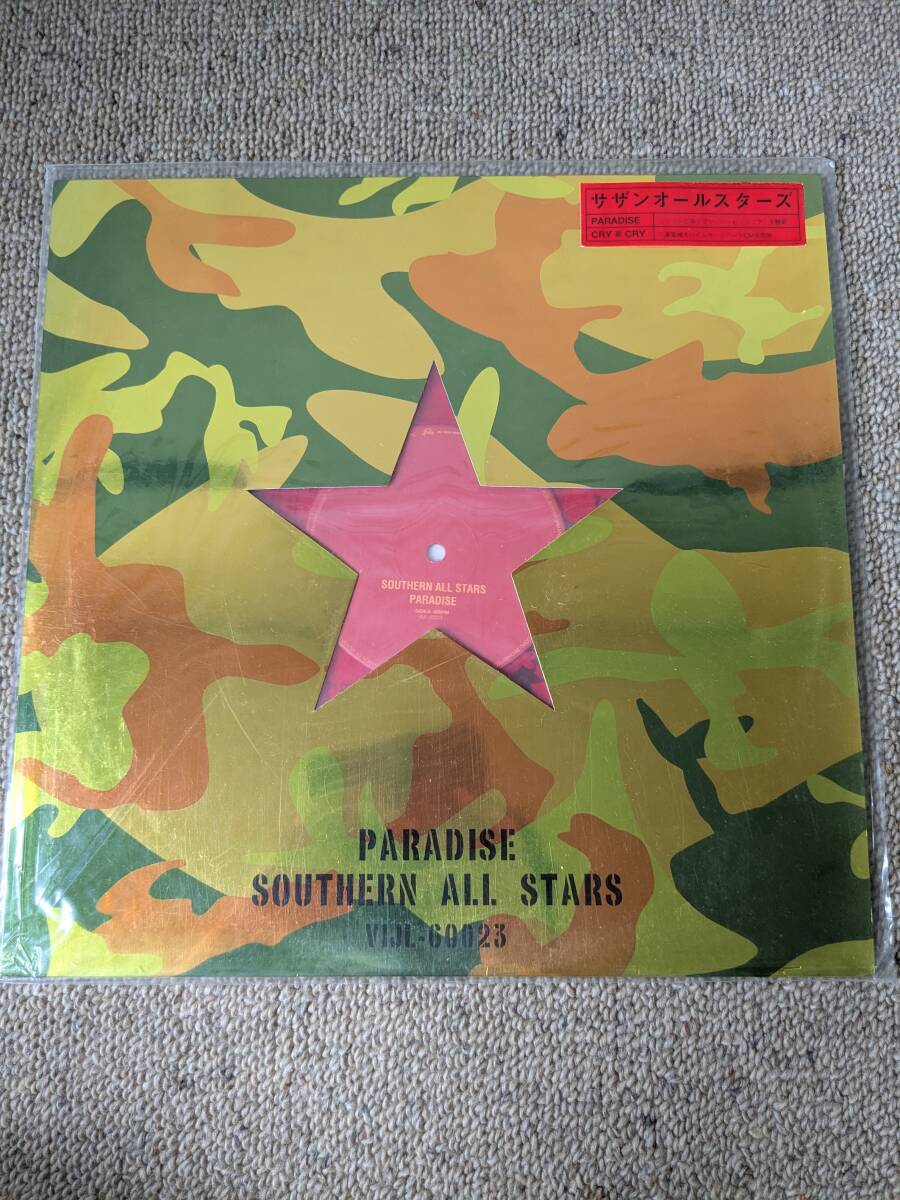 サザンオールスターズ
PARADISE
CRY 哀 CRY
SOUTHERN ALL STARS
PARADISE
PARADISE
SOUTHERN ALL STARS
VIJL-60023